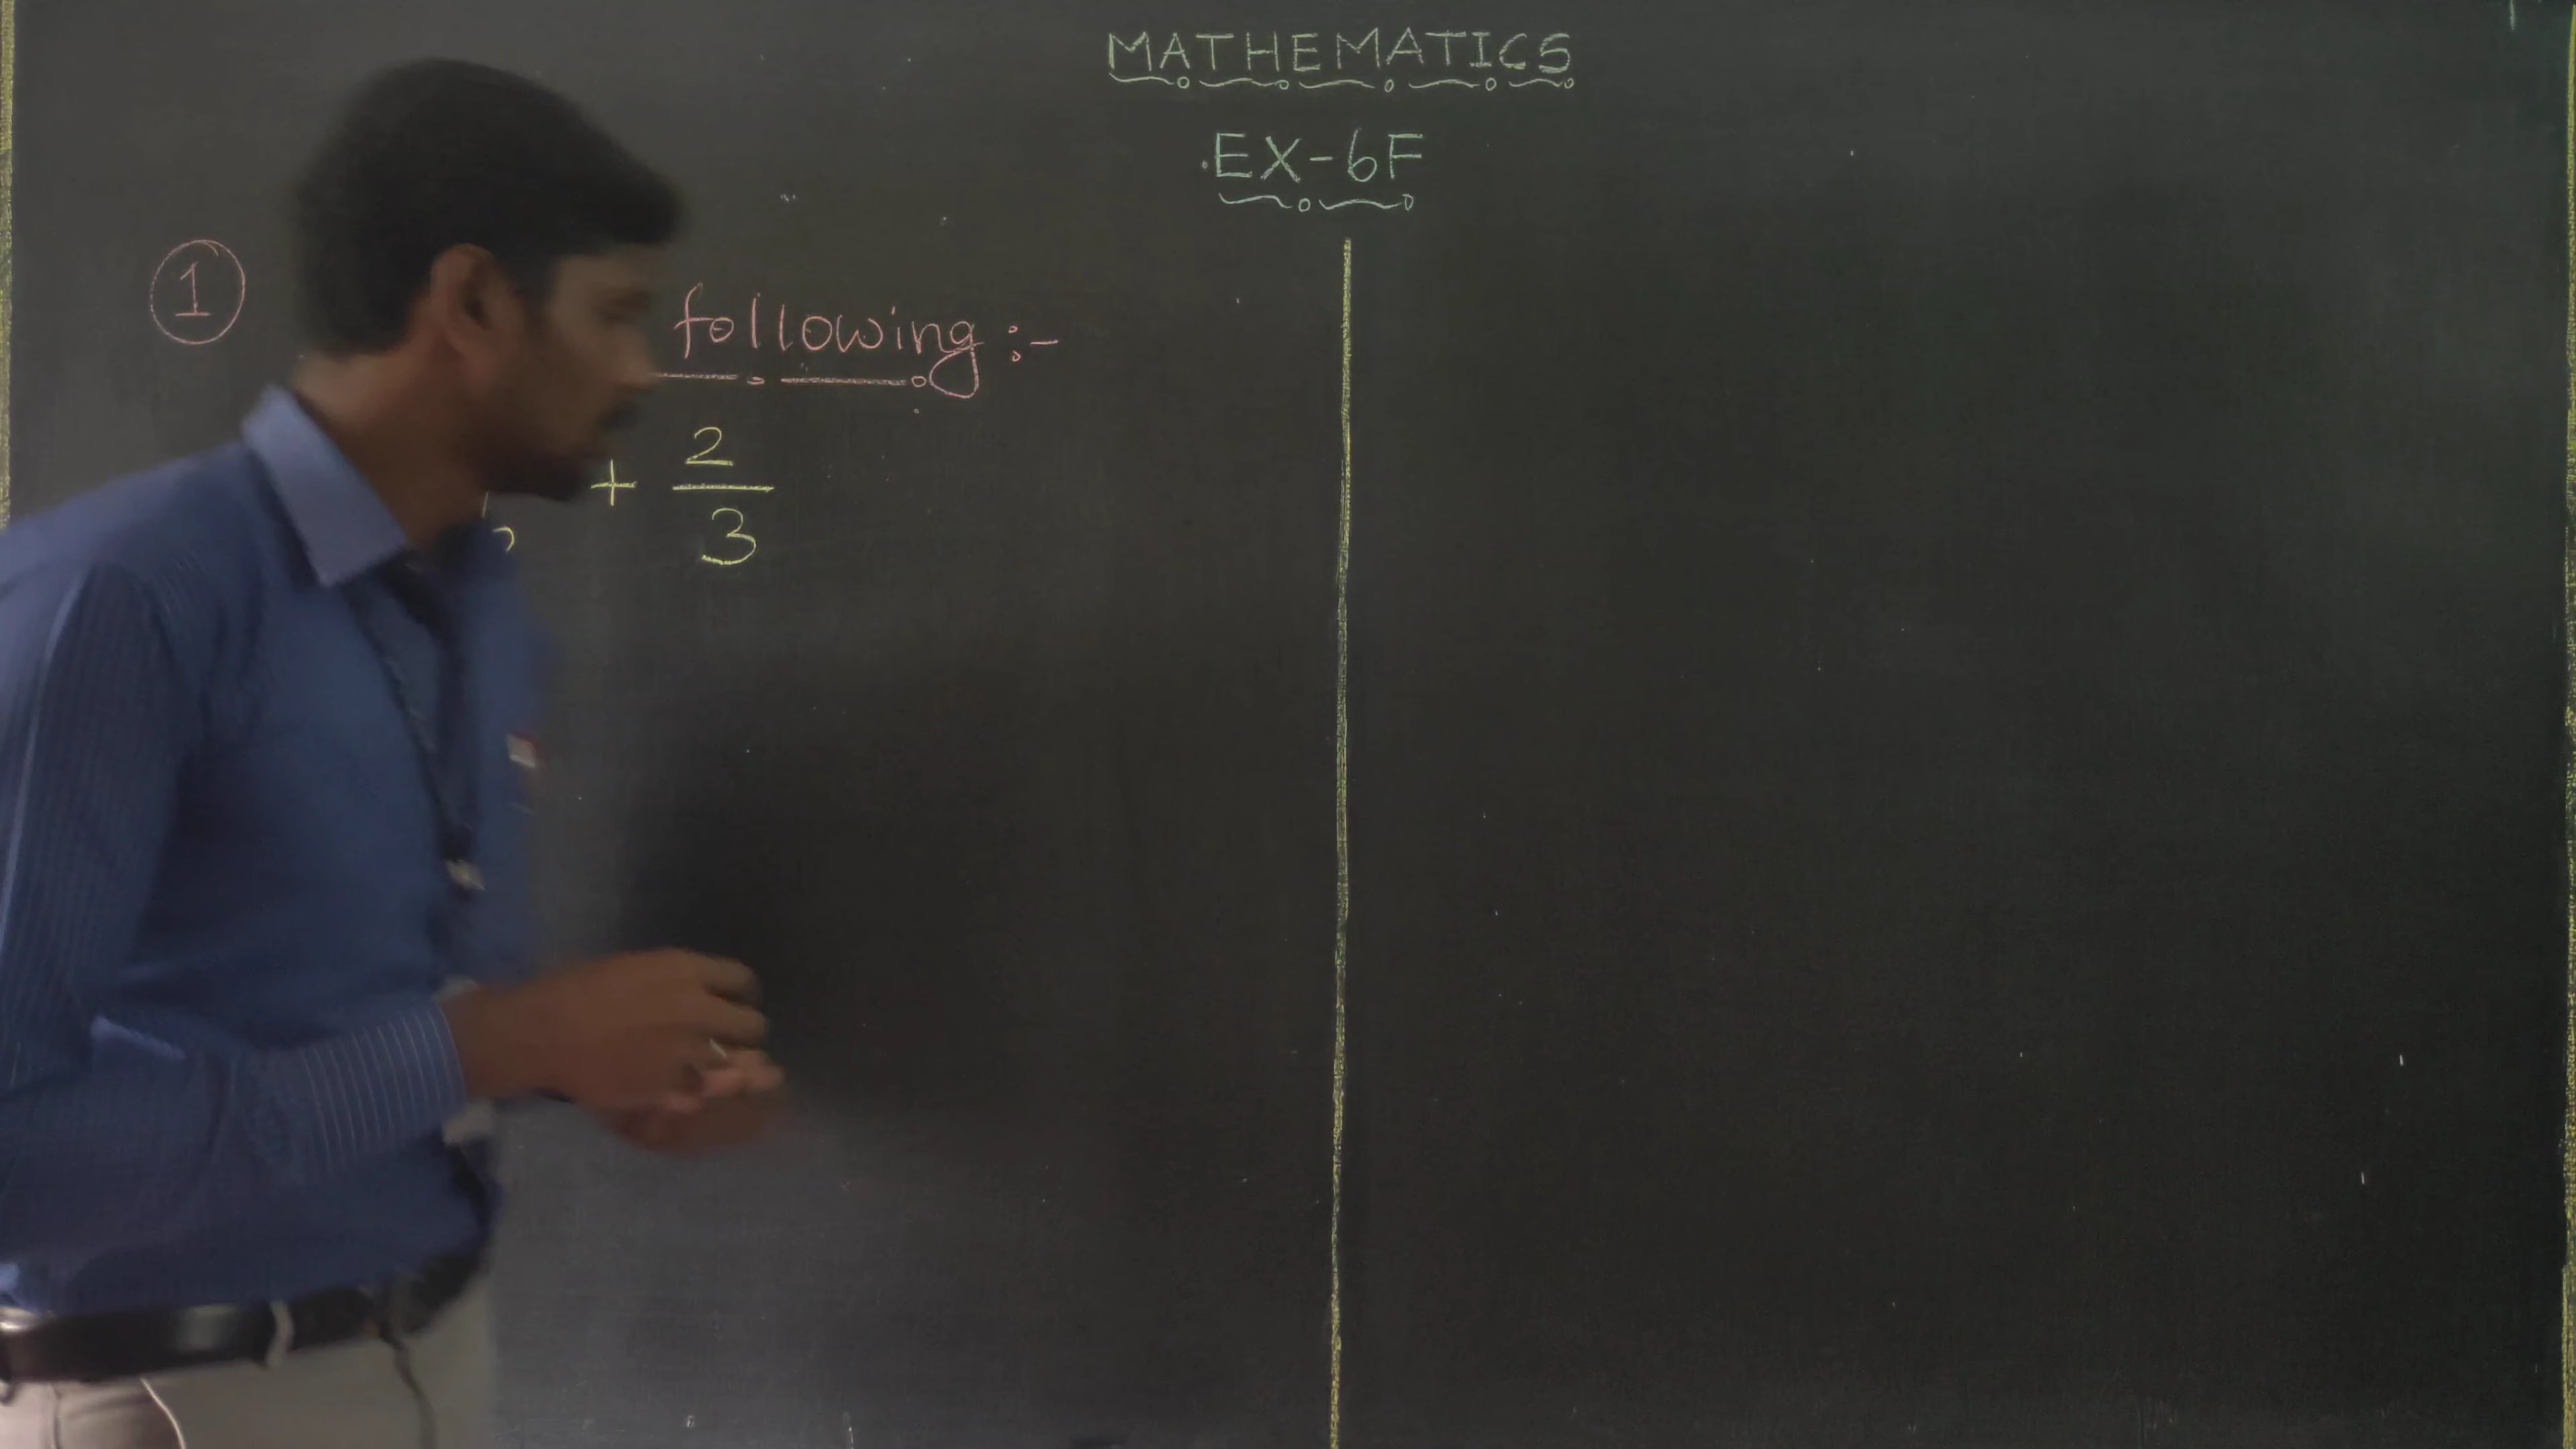 MATHEMATICS
EX-6F
1 following :-
+ 2/3